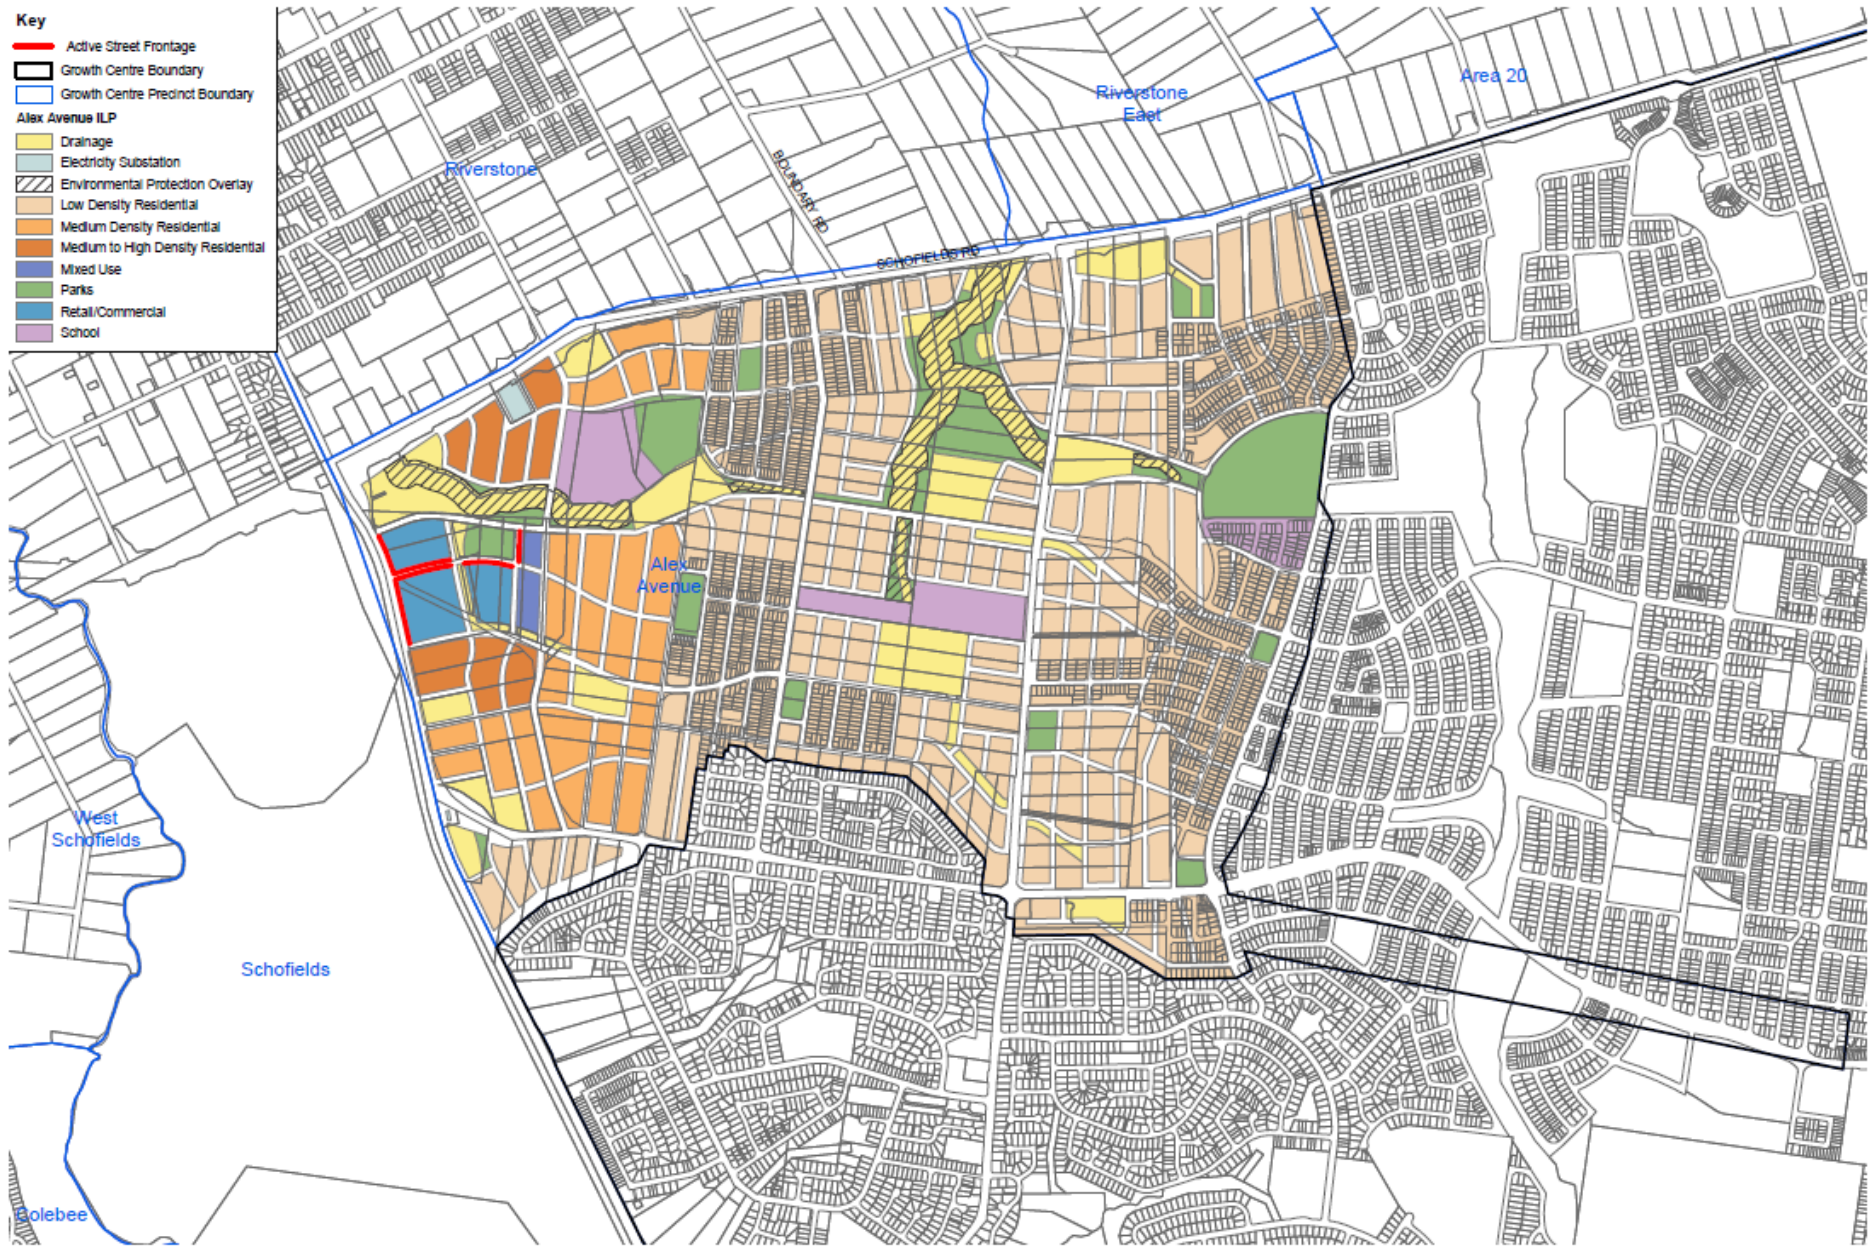 Key
Active Street Frontage
Growth Centre Boundary
Growth Centre Precinct Boundary
Alex Avenue ILP
Drainage
Electricity Substation
Environmental Protection Overlay
Low Density Residential
Medium Density Residential
Medium to High Density Residential
Mixed Use
Parks
Retail/Commercial
School
Area 20
Riverstone
East
Riverstone
BOUNDARY RD
SCHOFIELDS RD
Alex
Avenue
West
Schofields
Schofields
Colebee